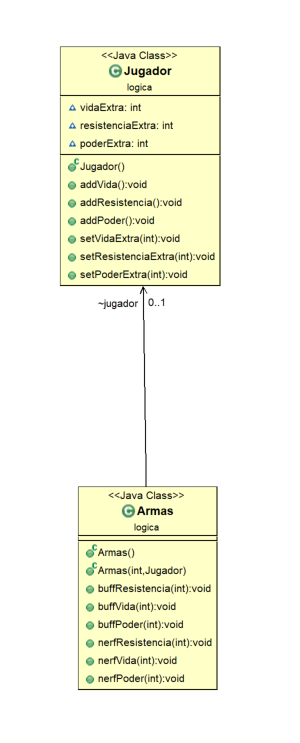 <<Java Class>>
Jugador
logica
vidaExtra: int
resistenciaExtra: int
poderExtra: int
Jugador()
addVida():void
addResistencia():void
addPoder():void
setVidaExtra(int):void
setResistenciaExtra(int):void
setPoderExtra(int):void
~jugador 0..1
<<Java Class>>
Armas
logica
Armas()
Armas(int,Jugador)
buffResistencia(int):void
buffVida(int):void
buffPoder(int):void
nerfResistencia(int):void
nerfVida(int):void
nerfPoder(int):void